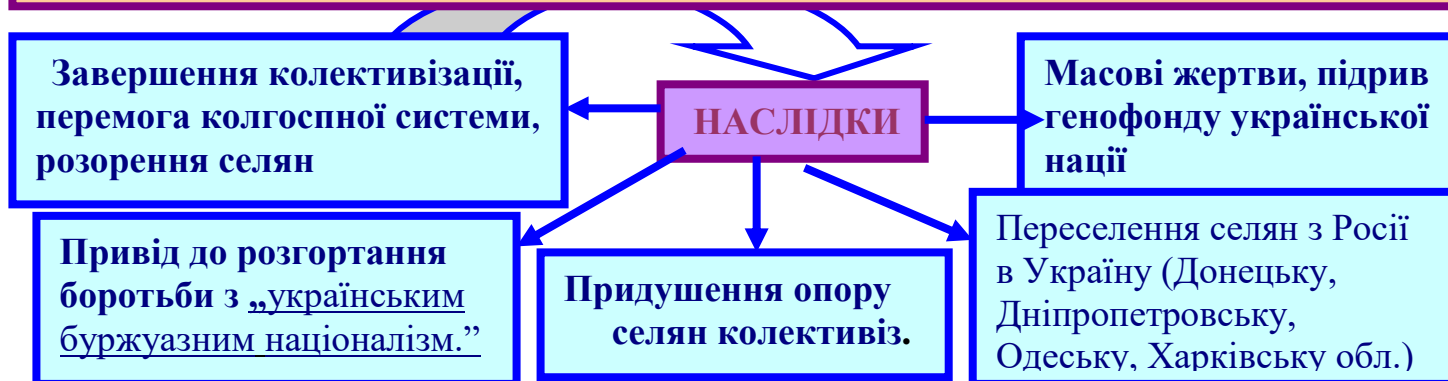 Завершення колективізації,
перемога колгоспної системи,
розорення селян
НАСЛІДКИ
Масові жертви, підрив
генофонду української
нації
Привід до розгортання
боротьби з „українським
буржуазним націоналізм.”
Придушення опору
селян колективіз.
Переселення селян з Росії
в Україну (Донецьку,
Дніпропетровську,
Одеську, Харківську обл.)